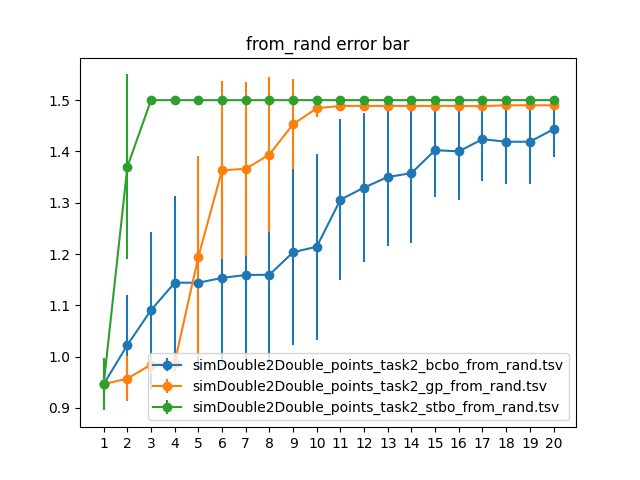 from_rand error bar
1.5
1.4
1.3
1.2
1.1
1.0
0.9
simDouble2Double_points_task2_bcbo_from_rand.tsv
simDouble2Double_points_task2_gp_from_rand.tsv
simDouble2Double_points_task2_stbo_from_rand.tsv
1 2 3 4 5 6 7 8 9 10 11 12 13 14 15 16 17 18 19 20